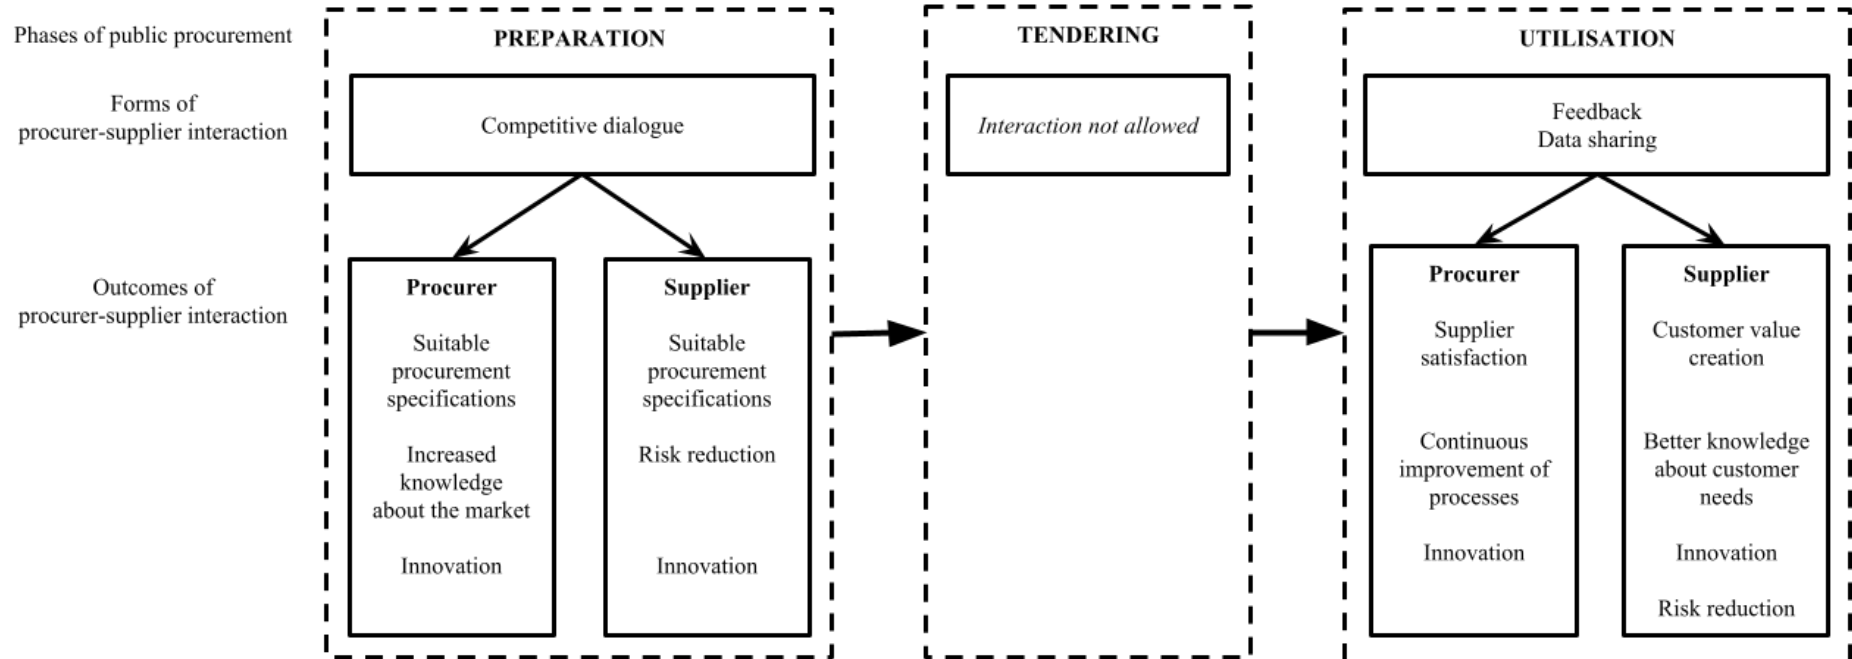 Phases of public procurement
PREPARATION
TENDERING
UTILISATION
Forms of
procurer-supplier interaction
Competitive dialogue
Interaction not allowed
Feedback
Data sharing
Outcomes of
procurer-supplier interaction
Procurer
Suitable
procurement
specifications
Increased
knowledge
about the market
Innovation
Supplier
Suitable
procurement
specifications
Risk reduction
Innovation
Procurer
Supplier
satisfaction
Continuous
improvement of
processes
Innovation
Supplier
Customer value
creation
Better knowledge
about customer
needs
Innovation
Risk reduction